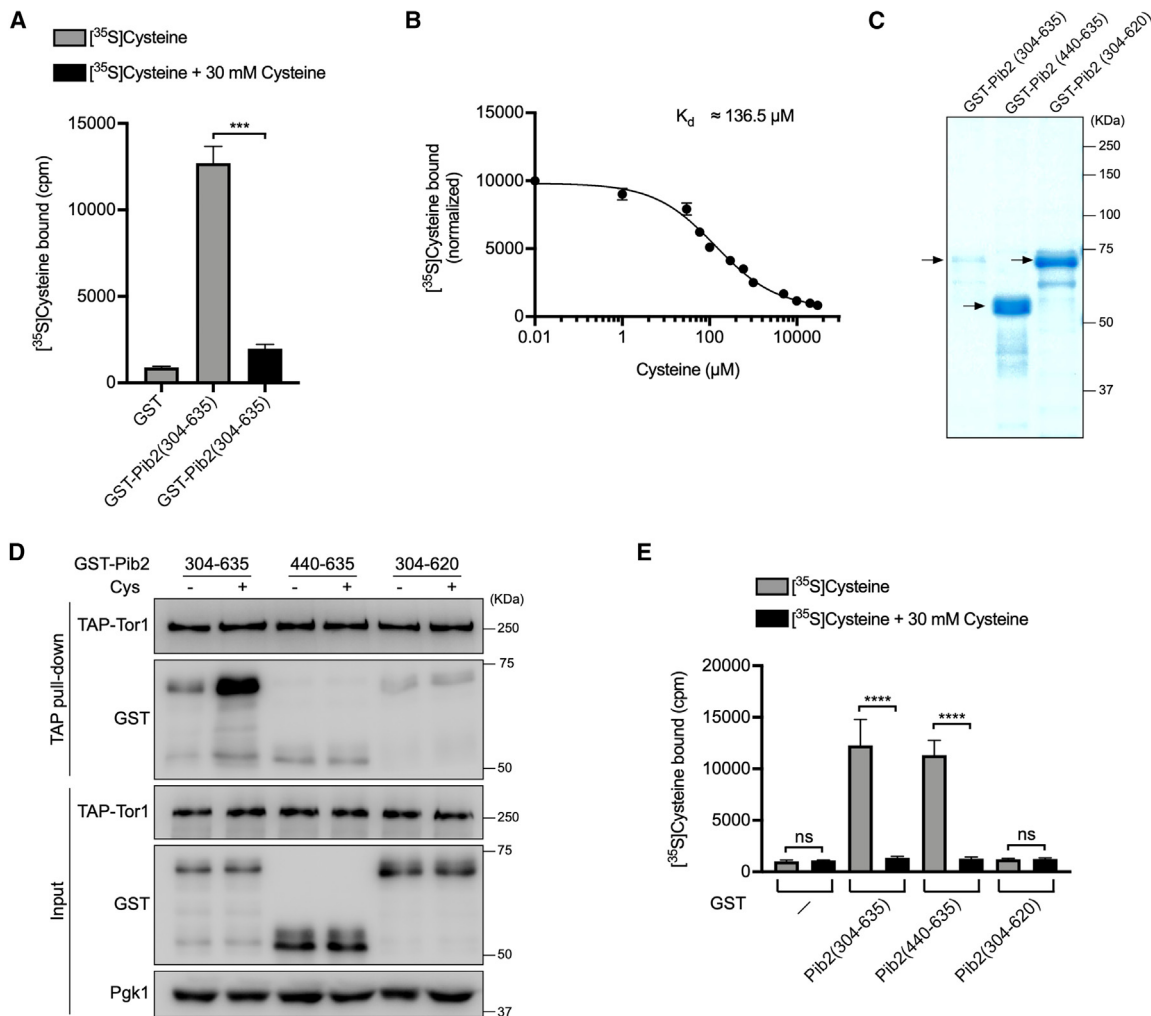 A
[³⁵S]Cysteine
[³⁵S]Cysteine + 30 mM Cysteine
[³⁵S]Cysteine bound (cpm)
15000
10000
5000
0
***
GST
GST-Pib2(304-635)
GST-Pib2(304-635)
B
Kd ≈ 136.5 µM
[³⁵S]Cysteine bound
(normalized)
15000
10000
5000
0
0.01
1
100
10000
Cysteine (µM)
C
GST-Pib2 (304-635)
GST-Pib2 (440-635)
GST-Pib2 (304-620)
(KDa)
250
150
100
75
50
37
D
GST-Pib2 304-635 440-635 304-620
Cys - + - + - +
(KDa)
TAP pull-down
TAP-Tor1 250
75
GST
50
Input
TAP-Tor1 250
75
GST
50
Pgk1
37
E
[³⁵S]Cysteine
[³⁵S]Cysteine + 30 mM Cysteine
[³⁵S]Cysteine bound (cpm)
20000
15000
10000
5000
0
ns
****
****
ns
GST
—
Pib2(304-635)
Pib2(440-635)
Pib2(304-620)